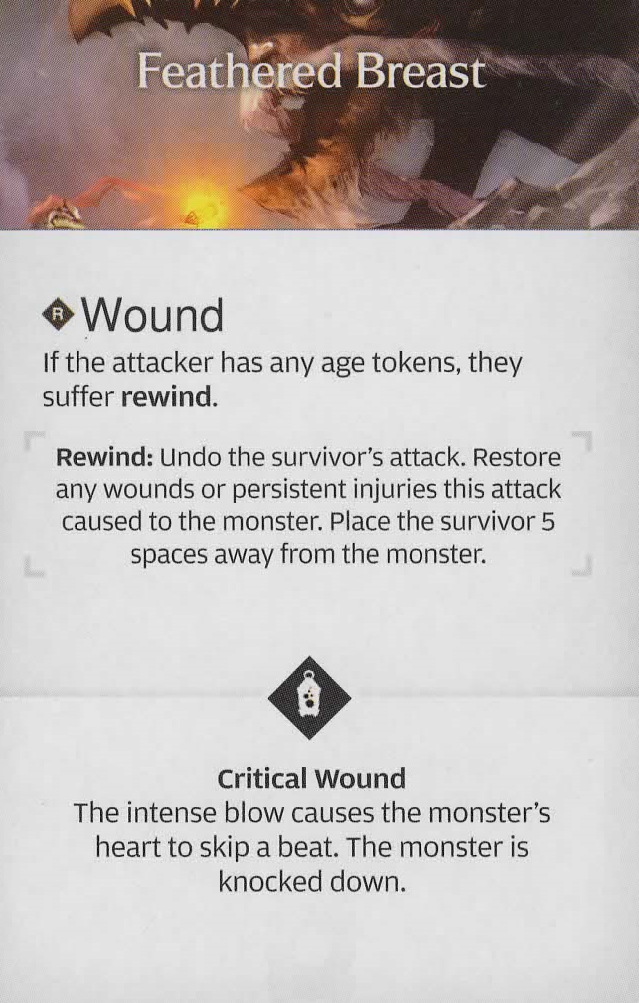 Feathered Breast
R Wound
If the attacker has any age tokens, they
suffer rewind.
Rewind: Undo the survivor's attack. Restore
any wounds or persistent injuries this attack
caused to the monster. Place the survivor 5
spaces away from the monster.
Critical Wound
The intense blow causes the monster's
heart to skip a beat. The monster is
knocked down.